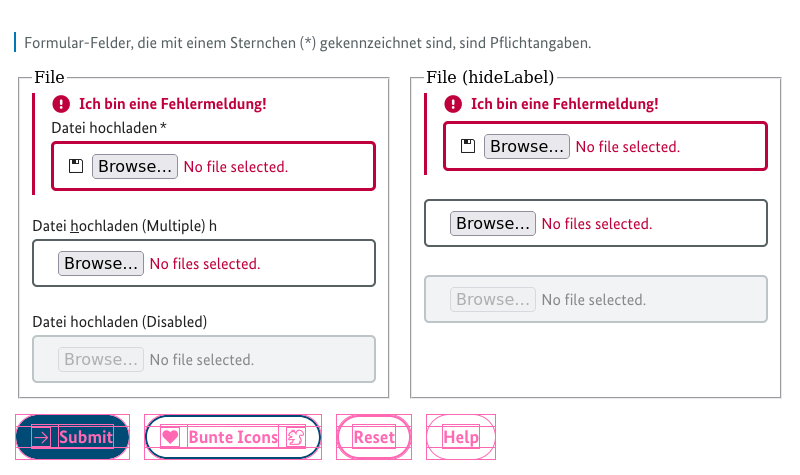 Formular-Felder, die mit einem Sternchen (*) gekennzeichnet sind, sind Pflichtangaben.
File
Ich bin eine Fehlermeldung!
Datei hochladen *
Browse... No file selected.
Datei hochladen (Multiple) h
Browse... No files selected.
Datei hochladen (Disabled)
Browse... No file selected.
File (hideLabel)
Ich bin eine Fehlermeldung!
Browse... No file selected.
Browse... No files selected.
Browse... No file selected.
Submit
Bunte Icons
Reset
Help